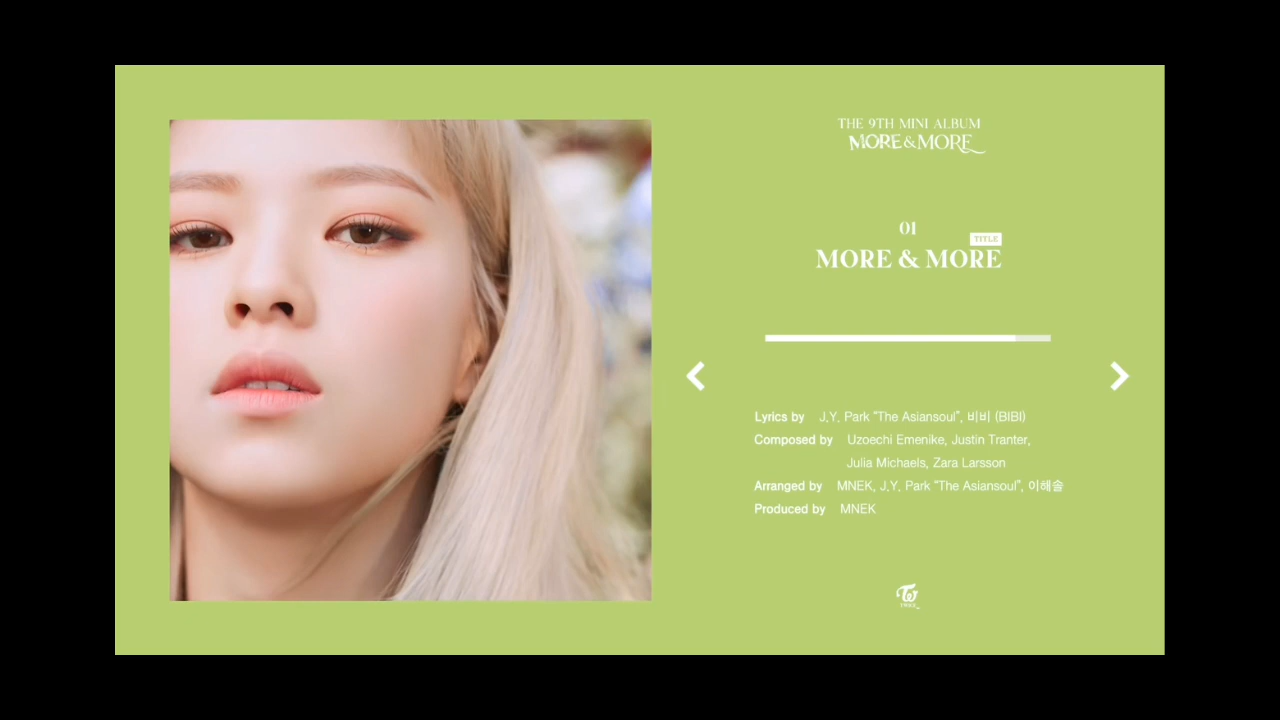 THE 9TH MINI ALBUM
MORE & MORE
01
TITLE
MORE & MORE
Lyrics by J.Y. Park “The Asiansoul”, 비비 (BIBI)
Composed by Uzoechi Emenike, Justin Tranter,
Julia Michaels, Zara Larsson
Arranged by MNEK, J.Y. Park “The Asiansoul”, 이해솔
Produced by MNEK
TWICE